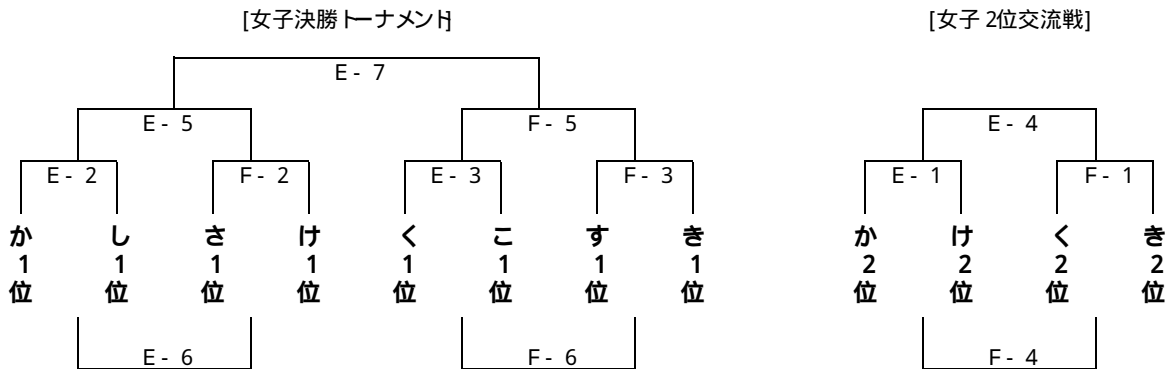 [女子決勝トーナメント] [女子2位交流戦]
E-7
E-5 F-5 E-4
E-2 F-2 E-3 F-3 E-1 F-1
か1位 し1位 さ1位 け1位 く1位 こ1位 す1位 き1位 か2位 け2位 く2位 き2位
E-6 F-6 F-4